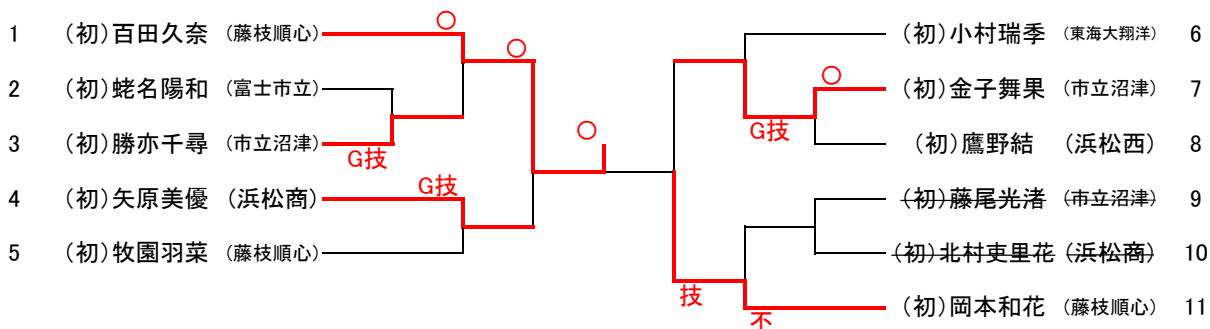 1 (初)百田久奈 (藤枝順心)
2 (初)蛯名陽和 (富士市立)
3 (初)勝亦千尋 (市立沼津)
4 (初)矢原美優 (浜松商)
5 (初)牧園羽菜 (藤枝順心)
○
○
G技
G技
○
(初)小村瑞季 (東海大翔洋) 6
(初)金子舞果 (市立沼津) 7
(初)鷹野結 (浜松西) 8
(初)藤尾光渚 (市立沼津) 9
(初)北村吏里花 (浜松商) 10
(初)岡本和花 (藤枝順心) 11
○
G技
技
不